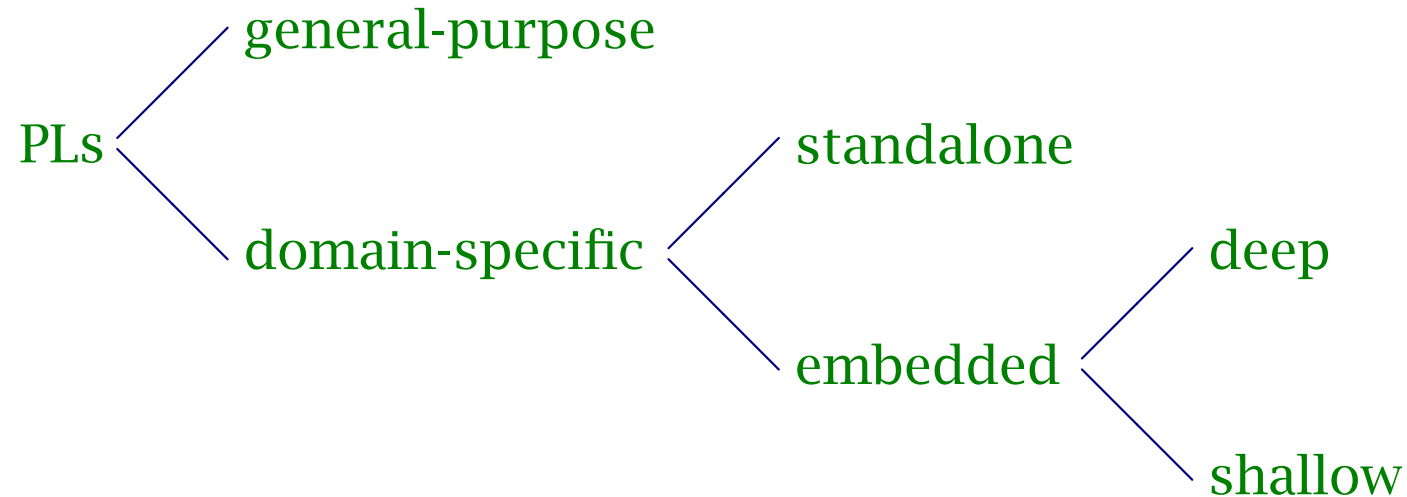 general-purpose
PLs
standalone
domain-specific
deep
embedded
shallow